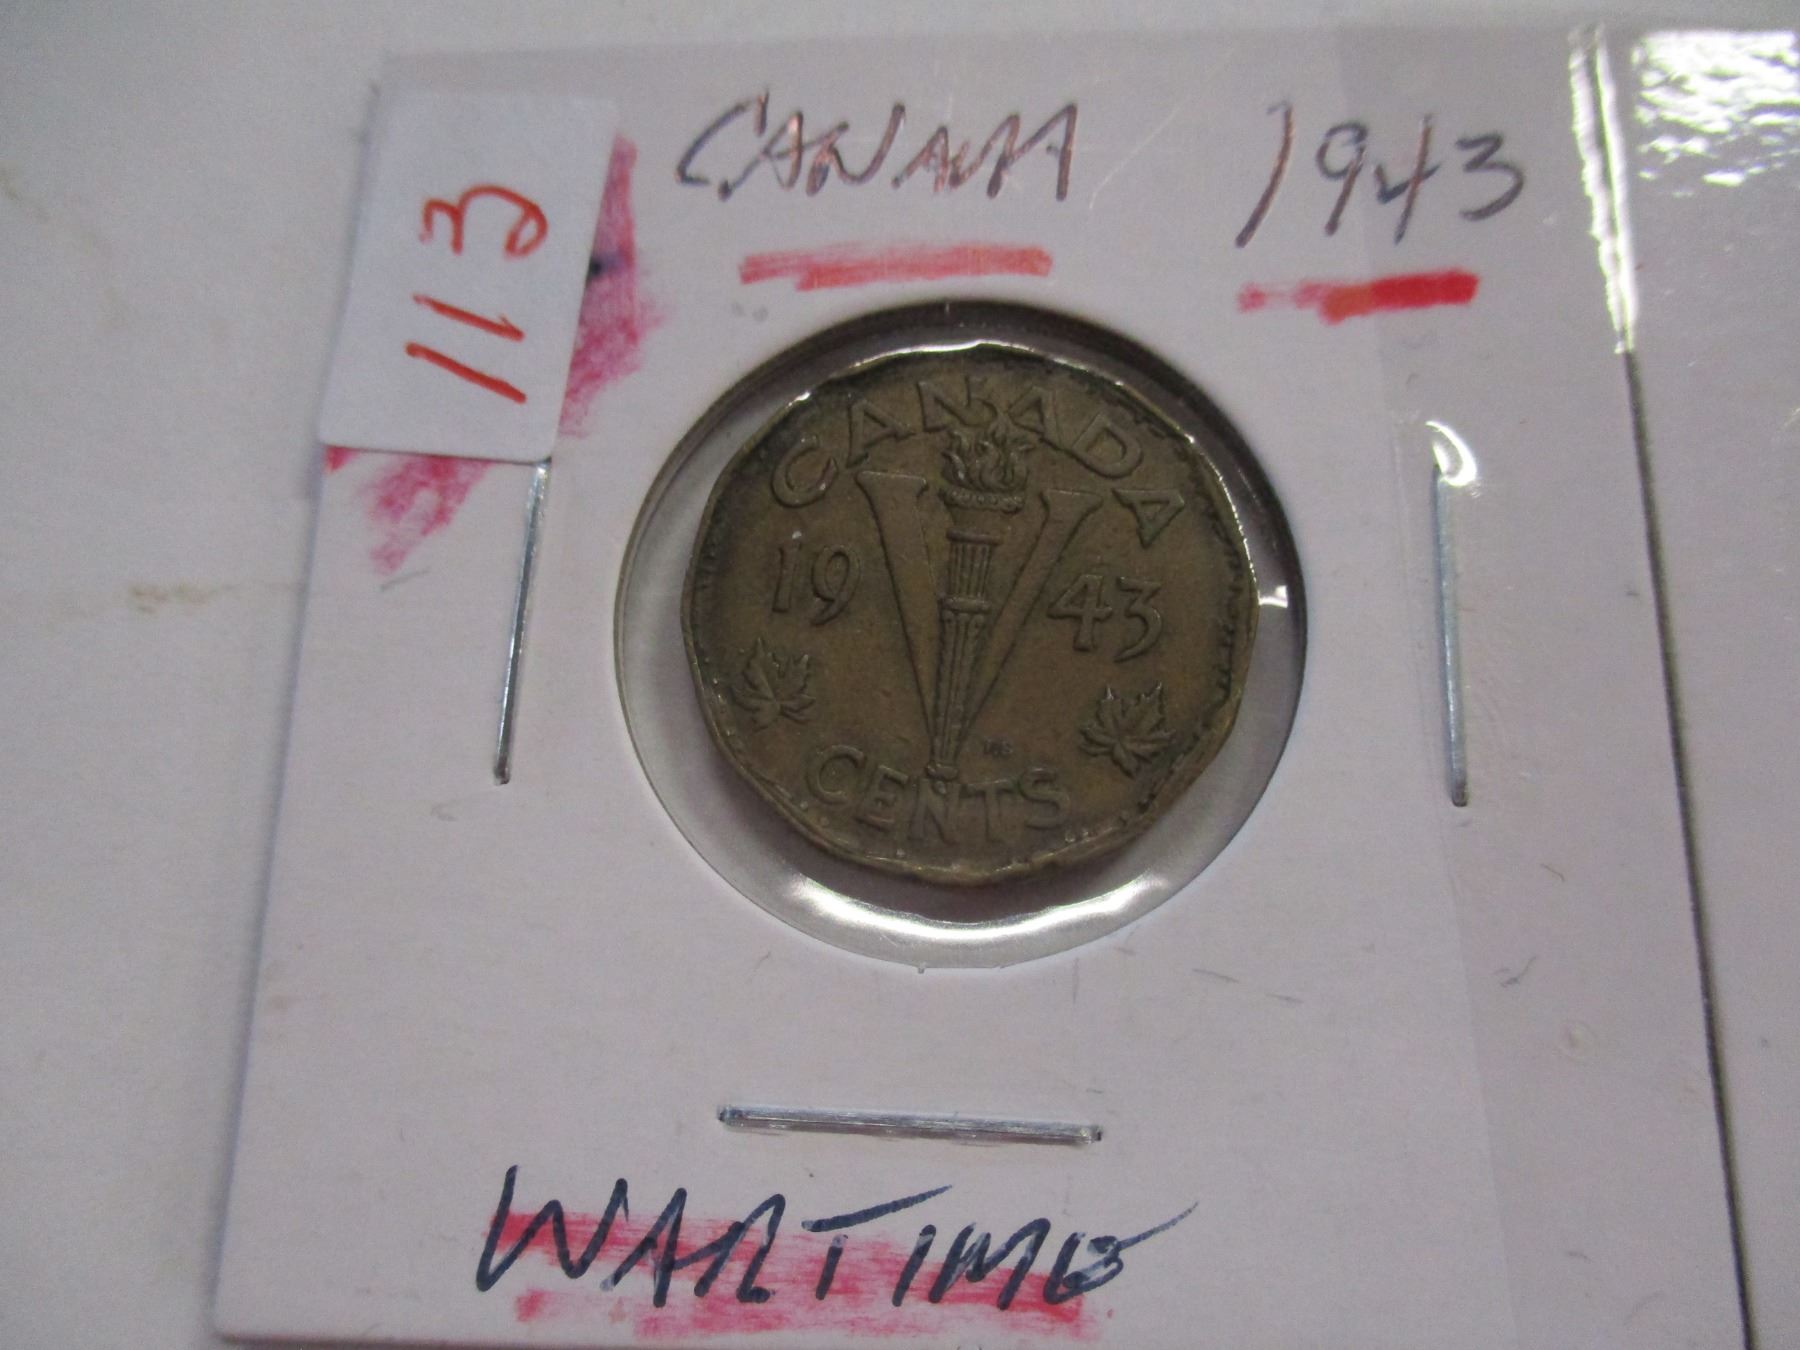 113
CANADA 1943
CANADA
19 43
CENTS
WARTIME